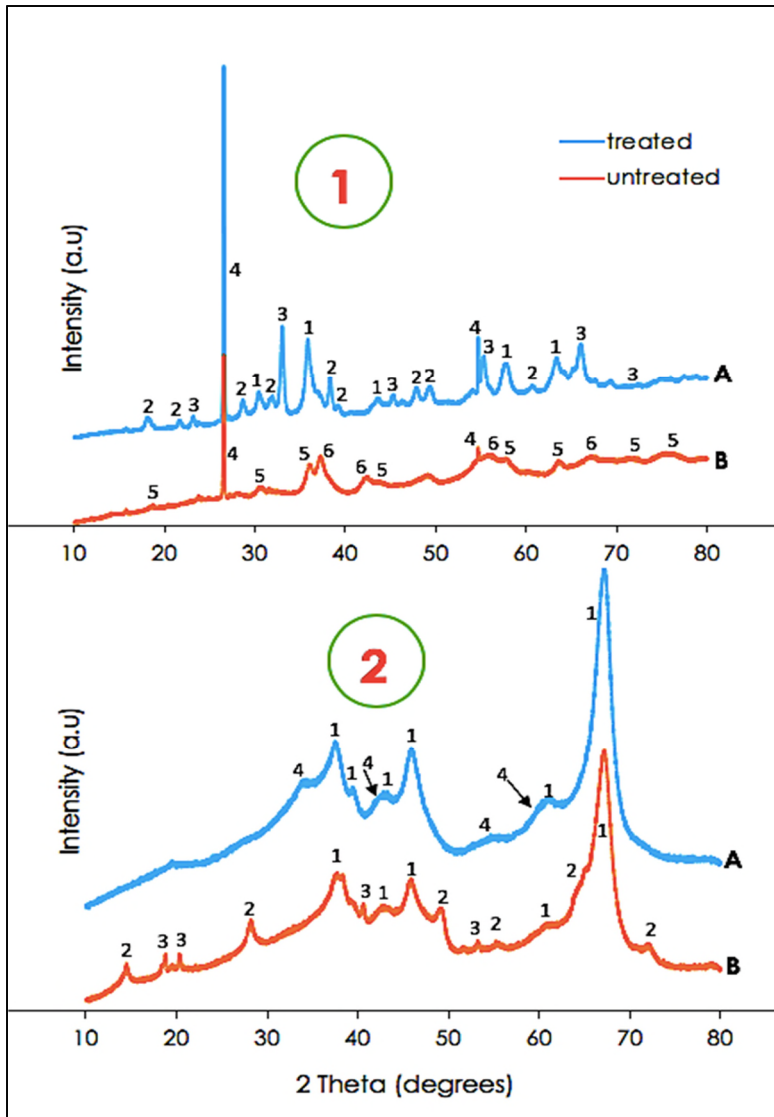 1
treated
untreated
Intensity (a.u)
4
2 2 3 2 1 2 3 1 2 2 1 3 2 2 4 3 1 2 1 3 3
A
4
5 5 5 6 6 5 4 6 5 5 6 5 5
B
10 20 30 40 50 60 70 80
2
Intensity (a.u)
4 1 1 4 1 1 4 4 1 1
A
2 3 3 2 1 3 1 1 2 3 2 1 2 1 2
B
10 20 30 40 50 60 70 80
2 Theta (degrees)